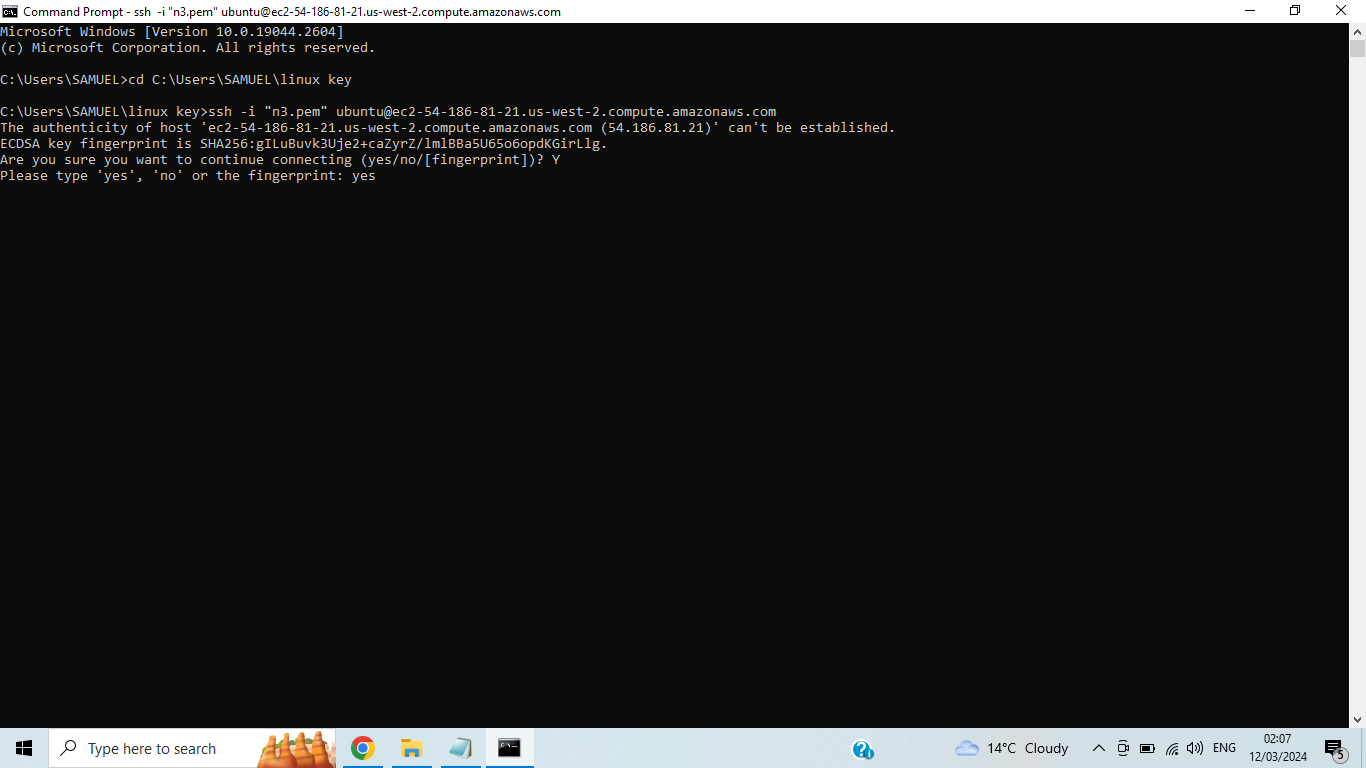 Command Prompt - ssh -i "n3.pem" ubuntu@ec2-54-186-81-21.us-west-2.compute.amazonaws.com
Microsoft Windows [Version 10.0.19044.2604]
(c) Microsoft Corporation. All rights reserved.
C:\Users\SAMUEL>cd C:\Users\SAMUEL\linux key
C:\Users\SAMUEL\linux key>ssh -i "n3.pem" ubuntu@ec2-54-186-81-21.us-west-2.compute.amazonaws.com
The authenticity of host 'ec2-54-186-81-21.us-west-2.compute.amazonaws.com (54.186.81.21)' can't be established.
ECDSA key fingerprint is SHA256:gILuBuvk3Uje2+caZyrZ/lmlBBa5U65o6opdKGirLlg.
Are you sure you want to continue connecting (yes/no/[fingerprint])? Y
Please type 'yes', 'no' or the fingerprint: yes
Type here to search
14°C Cloudy
ENG
02:07
12/03/2024
5